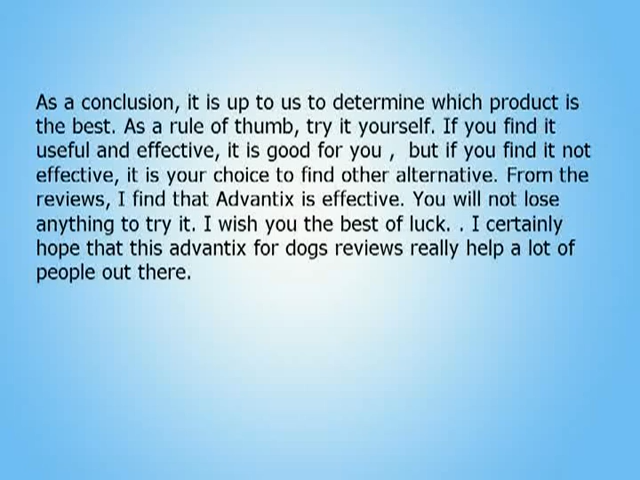 As a conclusion, it is up to us to determine which product is
the best. As a rule of thumb, try it yourself. If you find it
useful and effective, it is good for you ,  but if you find it not
effective, it is your choice to find other alternative. From the
reviews, I find that Advantix is effective. You will not lose
anything to try it. I wish you the best of luck. . I certainly
hope that this advantix for dogs reviews really help a lot of
people out there.